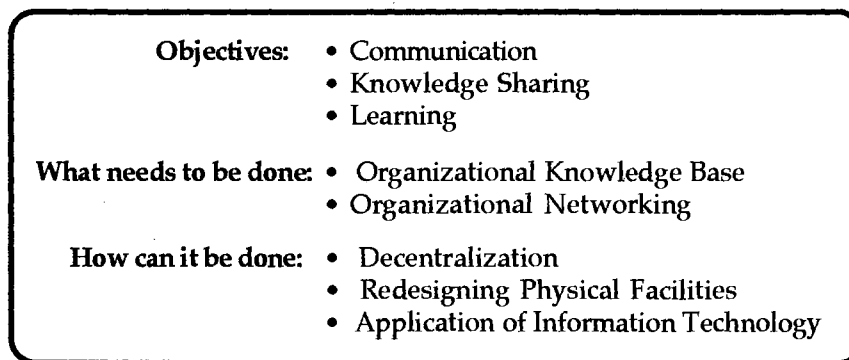 Objectives: • Communication
• Knowledge Sharing
• Learning
What needs to be done: • Organizational Knowledge Base
• Organizational Networking
How can it be done: • Decentralization
• Redesigning Physical Facilities
• Application of Information Technology